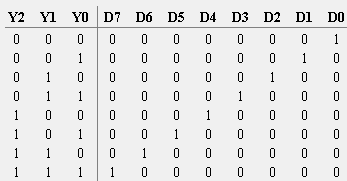 Y2 Y1 Y0 D7 D6 D5 D4 D3 D2 D1 D0
0 0 0 0 0 0 0 0 0 0 1
0 0 1 0 0 0 0 0 0 1 0
0 1 0 0 0 0 0 0 1 0 0
0 1 1 0 0 0 0 1 0 0 0
1 0 0 0 0 0 1 0 0 0 0
1 0 1 0 0 1 0 0 0 0 0
1 1 0 0 1 0 0 0 0 0 0
1 1 1 1 0 0 0 0 0 0 0